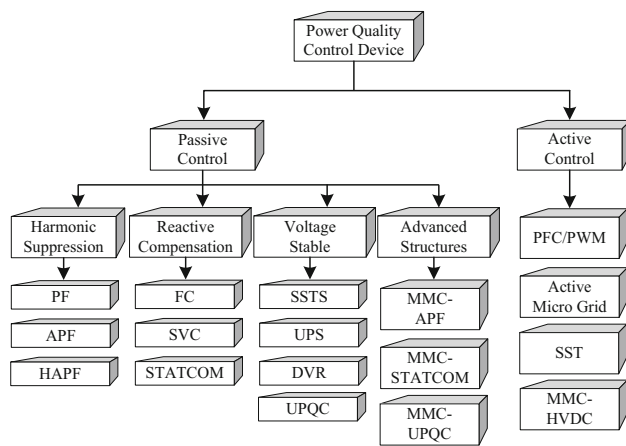 Power Quality
Control Device
Passive
Control
Active
Control
Harmonic
Suppression
Reactive
Compensation
Voltage
Stable
Advanced
Structures
PFC/PWM
PF
APF
HAPF
FC
SVC
STATCOM
SSTS
UPS
DVR
UPQC
MMC-
APF
MMC-
STATCOM
MMC-
UPQC
Active
Micro Grid
SST
MMC-
HVDC